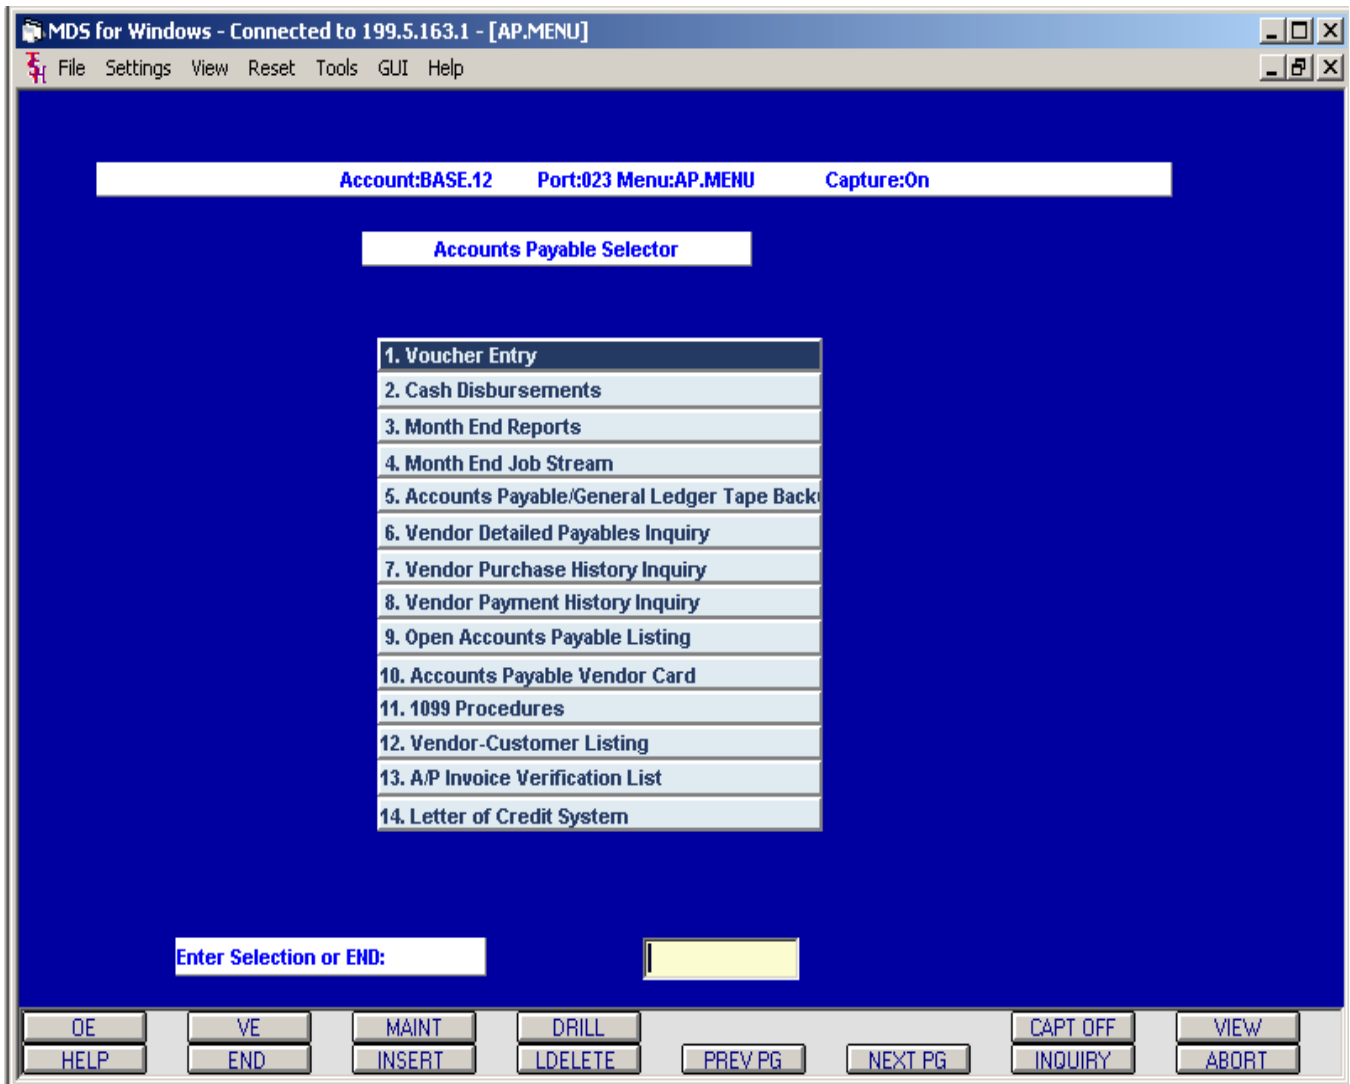 MDS for Windows - Connected to 199.5.163.1 - [AP.MENU]
File Settings View Reset Tools GUI Help
Account:BASE.12 Port:023 Menu:AP.MENU Capture:On
Accounts Payable Selector
1. Voucher Entry
2. Cash Disbursements
3. Month End Reports
4. Month End Job Stream
5. Accounts Payable/General Ledger Tape Back
6. Vendor Detailed Payables Inquiry
7. Vendor Purchase History Inquiry
8. Vendor Payment History Inquiry
9. Open Accounts Payable Listing
10. Accounts Payable Vendor Card
11. 1099 Procedures
12. Vendor-Customer Listing
13. A/P Invoice Verification List
14. Letter of Credit System
Enter Selection or END:
OE VE MAINT DRILL CAPT OFF VIEW
HELP END INSERT LDELETE PREV PG NEXT PG INQUIRY ABORT